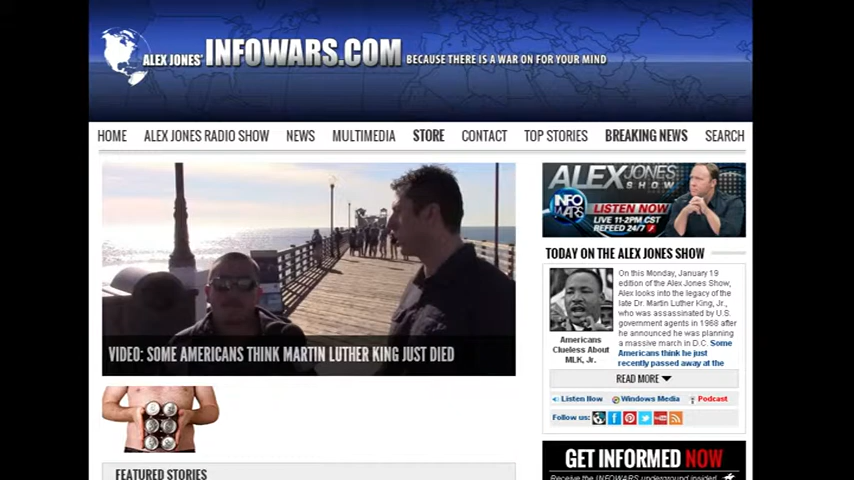 ALEX JONES' INFOWARS.COM BECAUSE THERE IS A WAR ON FOR YOUR MIND
HOME ALEX JONES RADIO SHOW NEWS MULTIMEDIA STORE CONTACT TOP STORIES BREAKING NEWS SEARCH
VIDEO: SOME AMERICANS THINK MARTIN LUTHER KING JUST DIED
FEATURED STORIES
ALEX JONES
SHOW
INFO
WARS
LISTEN NOW
LIVE 11-2PM CST
REFEED 24/7
TODAY ON THE ALEX JONES SHOW
Americans
Clueless About
MLK, Jr.
On this Monday, January 19
edition of the Alex Jones Show,
Alex looks into the legacy of the
late Dr. Martin Luther King, Jr.,
who was assassinated by U.S.
government agents in 1968 after
he announced he was planning
a massive march in D.C. Some
Americans think he just
recently passed away at the
READ MORE
Listen Now Windows Media Podcast
Follow us:
GET INFORMED NOW
Receive the INFOWARS underground insider!